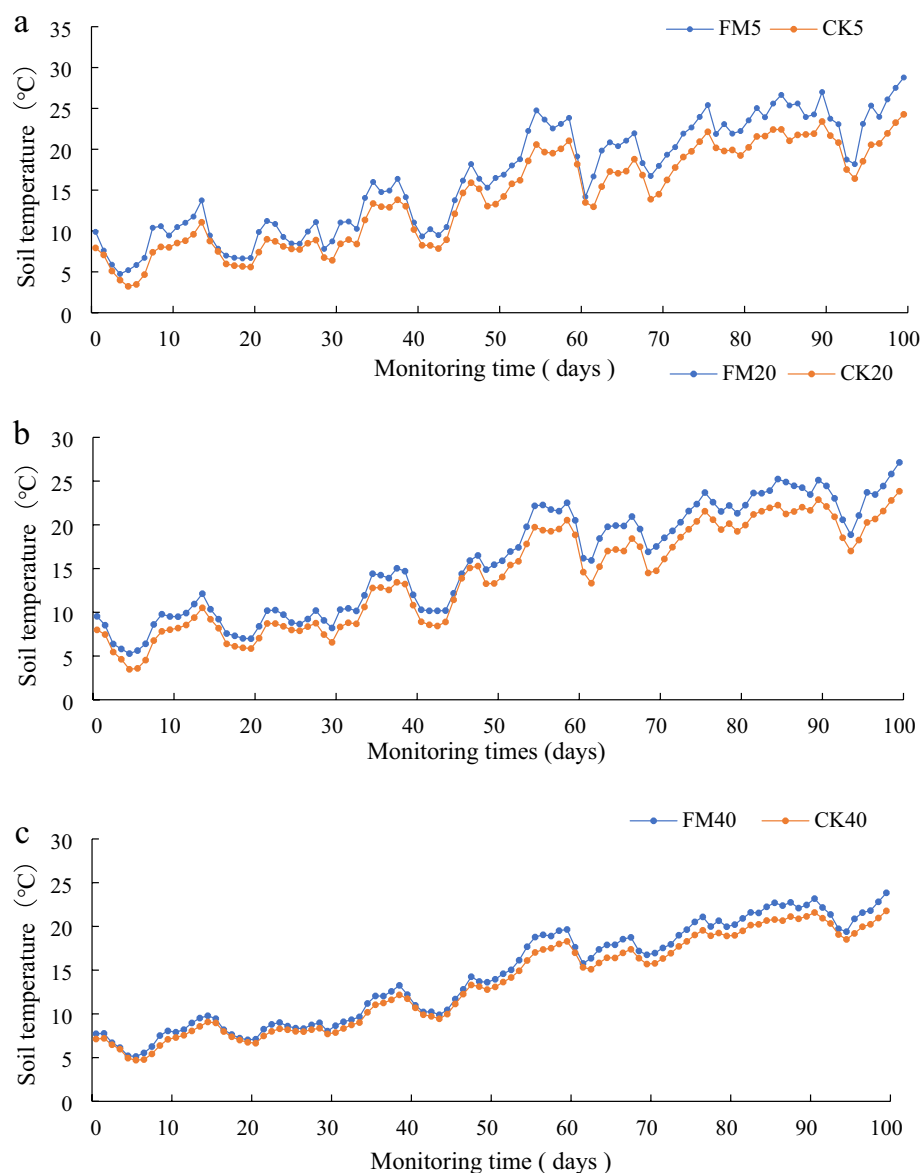 a
FM5 CK5
35
30
25
20
15
10
5
0
Soil temperature（°C）
0 10 20 30 40 50 60 70 80 90 100
Monitoring time ( days )
FM20 CK20
b
30
25
20
15
10
5
0
Soil temperature（°C）
0 10 20 30 40 50 60 70 80 90 100
Monitoring times (days)
c
FM40 CK40
30
25
20
15
10
5
0
Soil temperature（°C）
0 10 20 30 40 50 60 70 80 90 100
Monitoring time ( days )